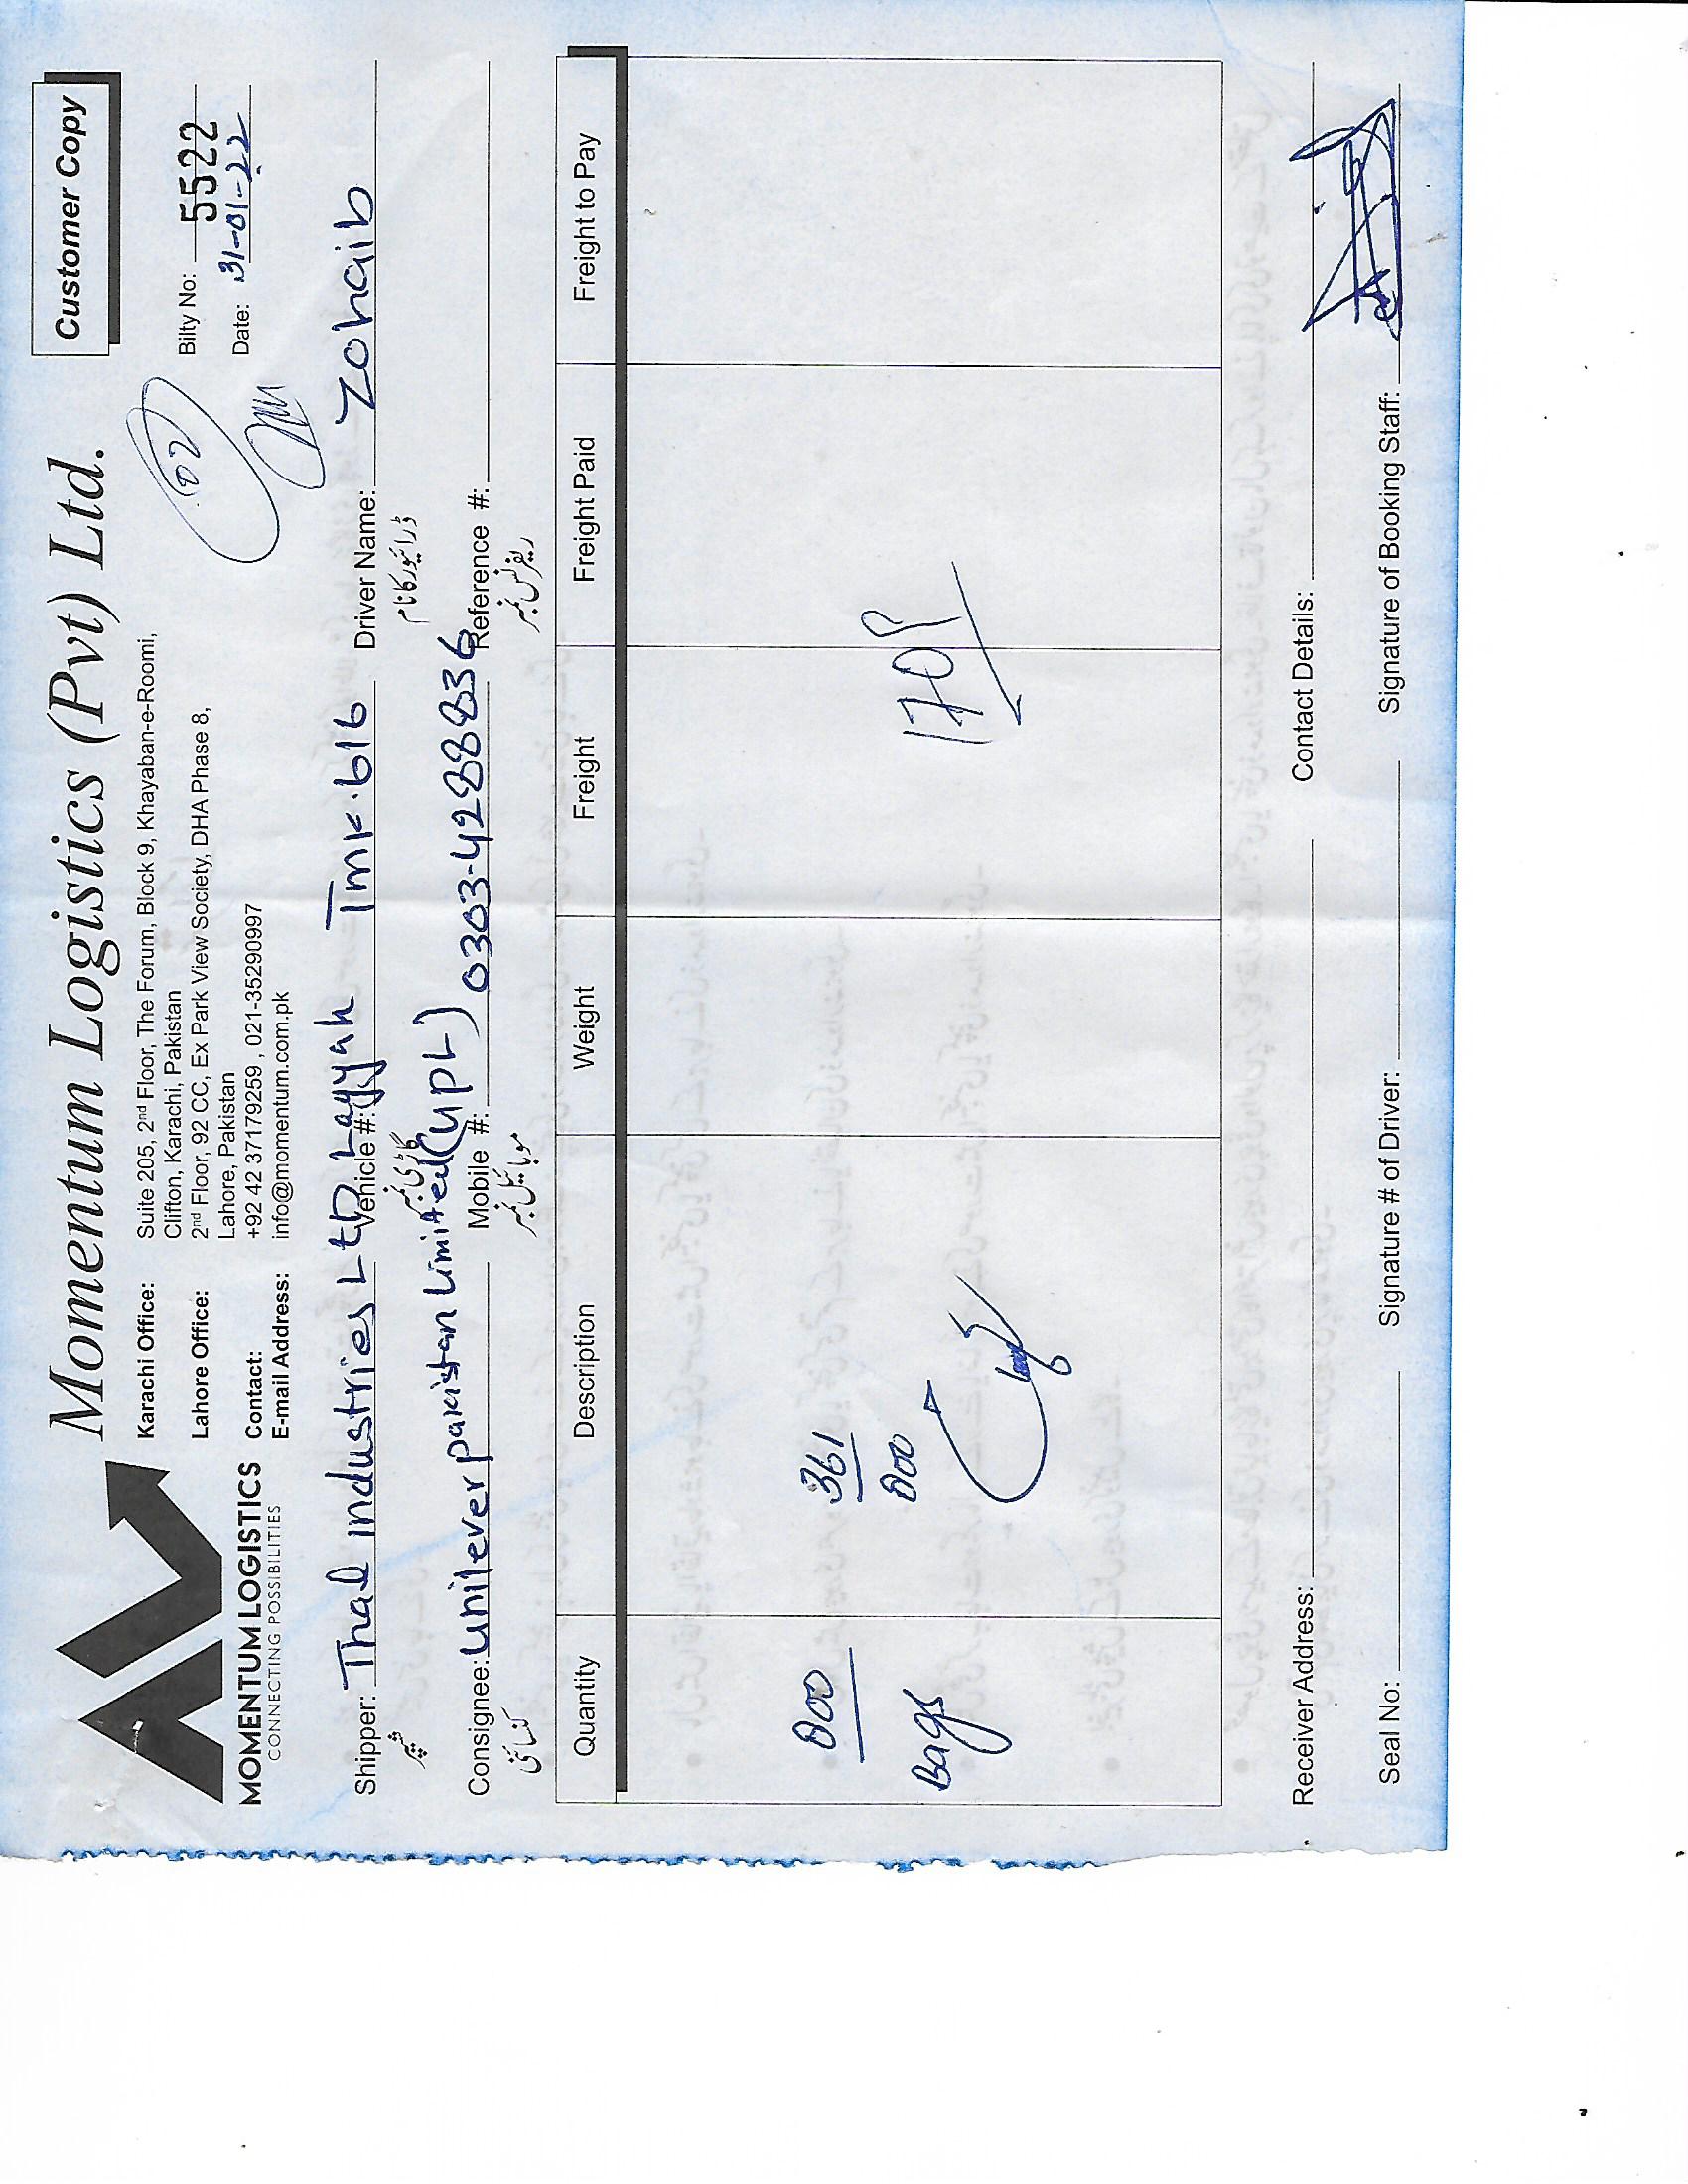 Customer Copy
Momentum Logistics (Pvt) Ltd.
Karachi Office: Suite 205, 2nd Floor, The Forum, Block 9, Khayaban-e-Roomi,
Clifton, Karachi, Pakistan
Lahore Office: 2nd Floor, 92 CC, Ex Park View Society, DHA Phase 8,
Lahore, Pakistan
Contact: +92 42 37179259 , 021-35290997
E-mail Address: info@momentum.com.pk
MOMENTUM LOGISTICS
CONNECTING POSSIBILITIES
Bilty No: 5522
Date: 31-01-22
Shipper: Thal industries LtD Layyah Vehicle #: Tmk.616 Driver Name: Zohaib
شپر گاڑی نمبر ڈرائیور کا نام
Consignee: unilever pakistan limited (upL) Mobile #: 0303-4288836 Reference #:
کنسائنی موبائیل نمبر ریفرنس نمبر
Quantity Description Weight Freight Freight Paid Freight to Pay
800 361
Bags 800
Receiver Address: Contact Details:
Seal No: Signature # of Driver: Signature of Booking Staff: